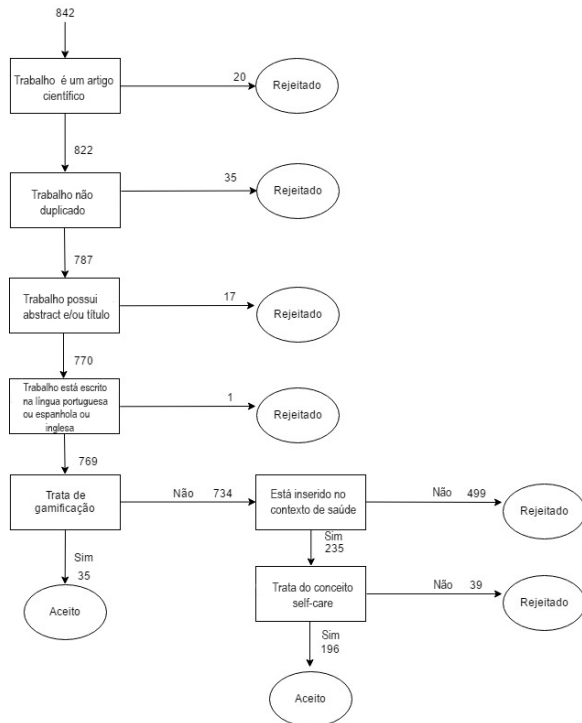 842
Trabalho é um artigo
científico
20
Rejeitado
822
Trabalho não
duplicado
35
Rejeitado
787
Trabalho possui
abstract e/ou título
17
Rejeitado
770
Trabalho está escrito
na língua portuguesa
ou espanhola ou
inglesa
1
Rejeitado
769
Trata de
gamificação
Não 734
Está inserido no
contexto de saúde
Não 499
Rejeitado
Sim
35
Aceito
Sim
235
Trata do conceito
self-care
Não 39
Rejeitado
Sim
196
Aceito